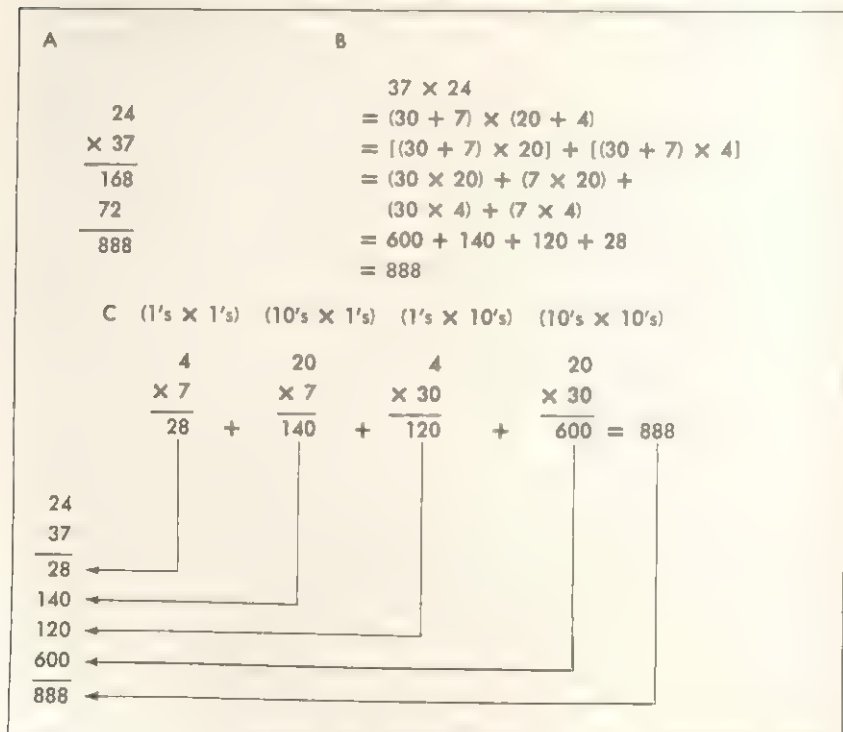 A
24
× 37
168
72
888
B
37 × 24
= (30 + 7) × (20 + 4)
= [(30 + 7) × 20] + [(30 + 7) × 4]
= (30 × 20) + (7 × 20) +
(30 × 4) + (7 × 4)
= 600 + 140 + 120 + 28
= 888
C (1's × 1's) (10's × 1's) (1's × 10's) (10's × 10's)
4 20 4 20
× 7 × 7 × 30 × 30
28 + 140 + 120 + 600 = 888
24
37
28
140
120
600
888